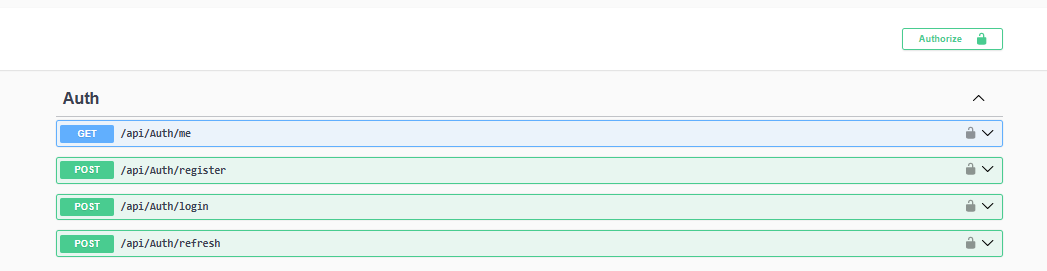 Authorize
Auth
GET /api/Auth/me
POST /api/Auth/register
POST /api/Auth/login
POST /api/Auth/refresh